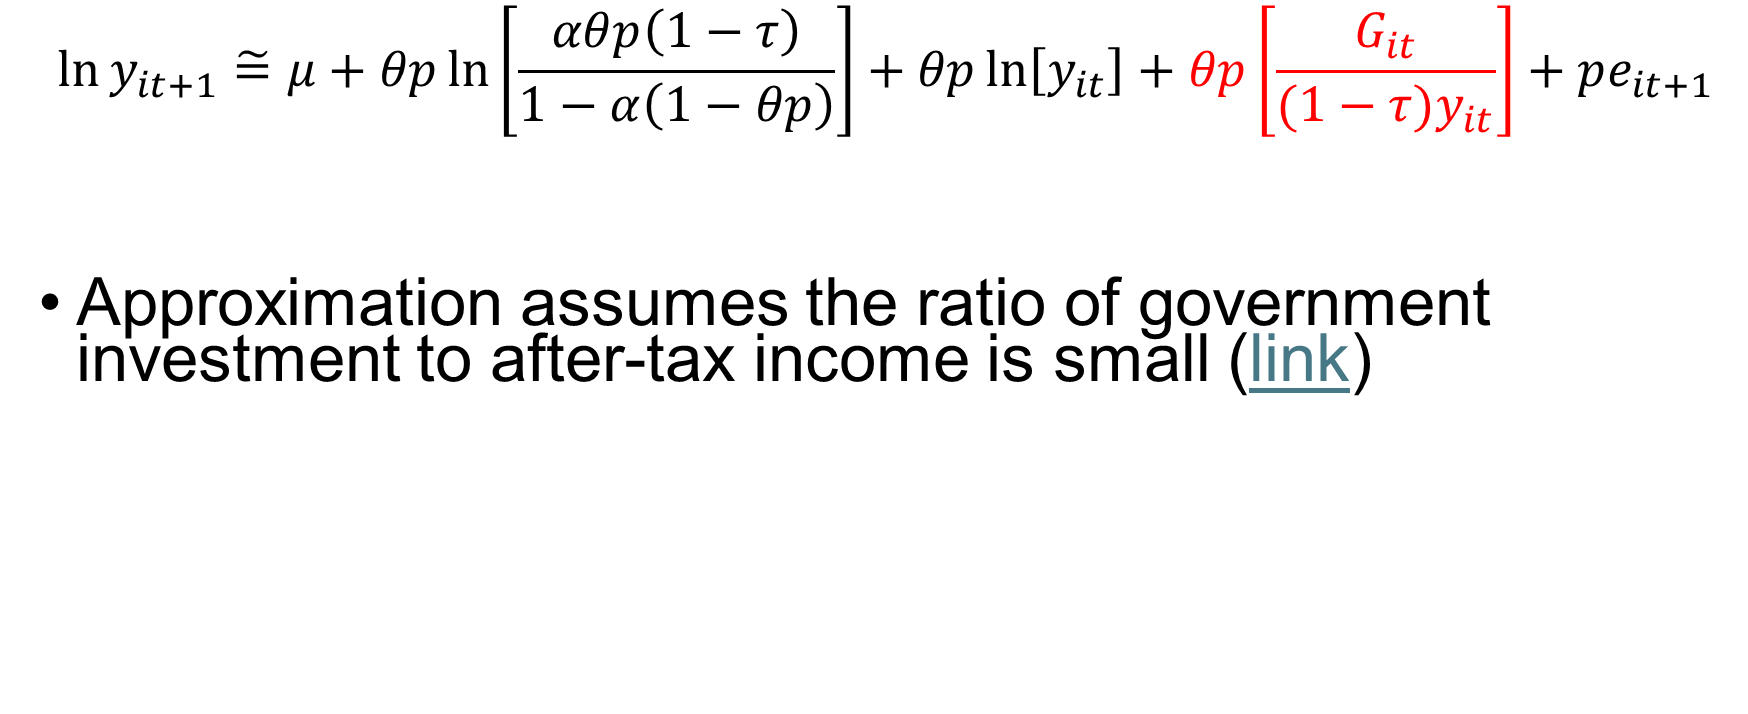 ln y_{it+1} ≅ μ + θp ln[αθp(1 − τ) / 1 − α(1 − θp)] + θp ln[y_{it}] + θp[G_{it} / (1 − τ)y_{it}] + pe_{it+1}
• Approximation assumes the ratio of government
investment to after-tax income is small (link)